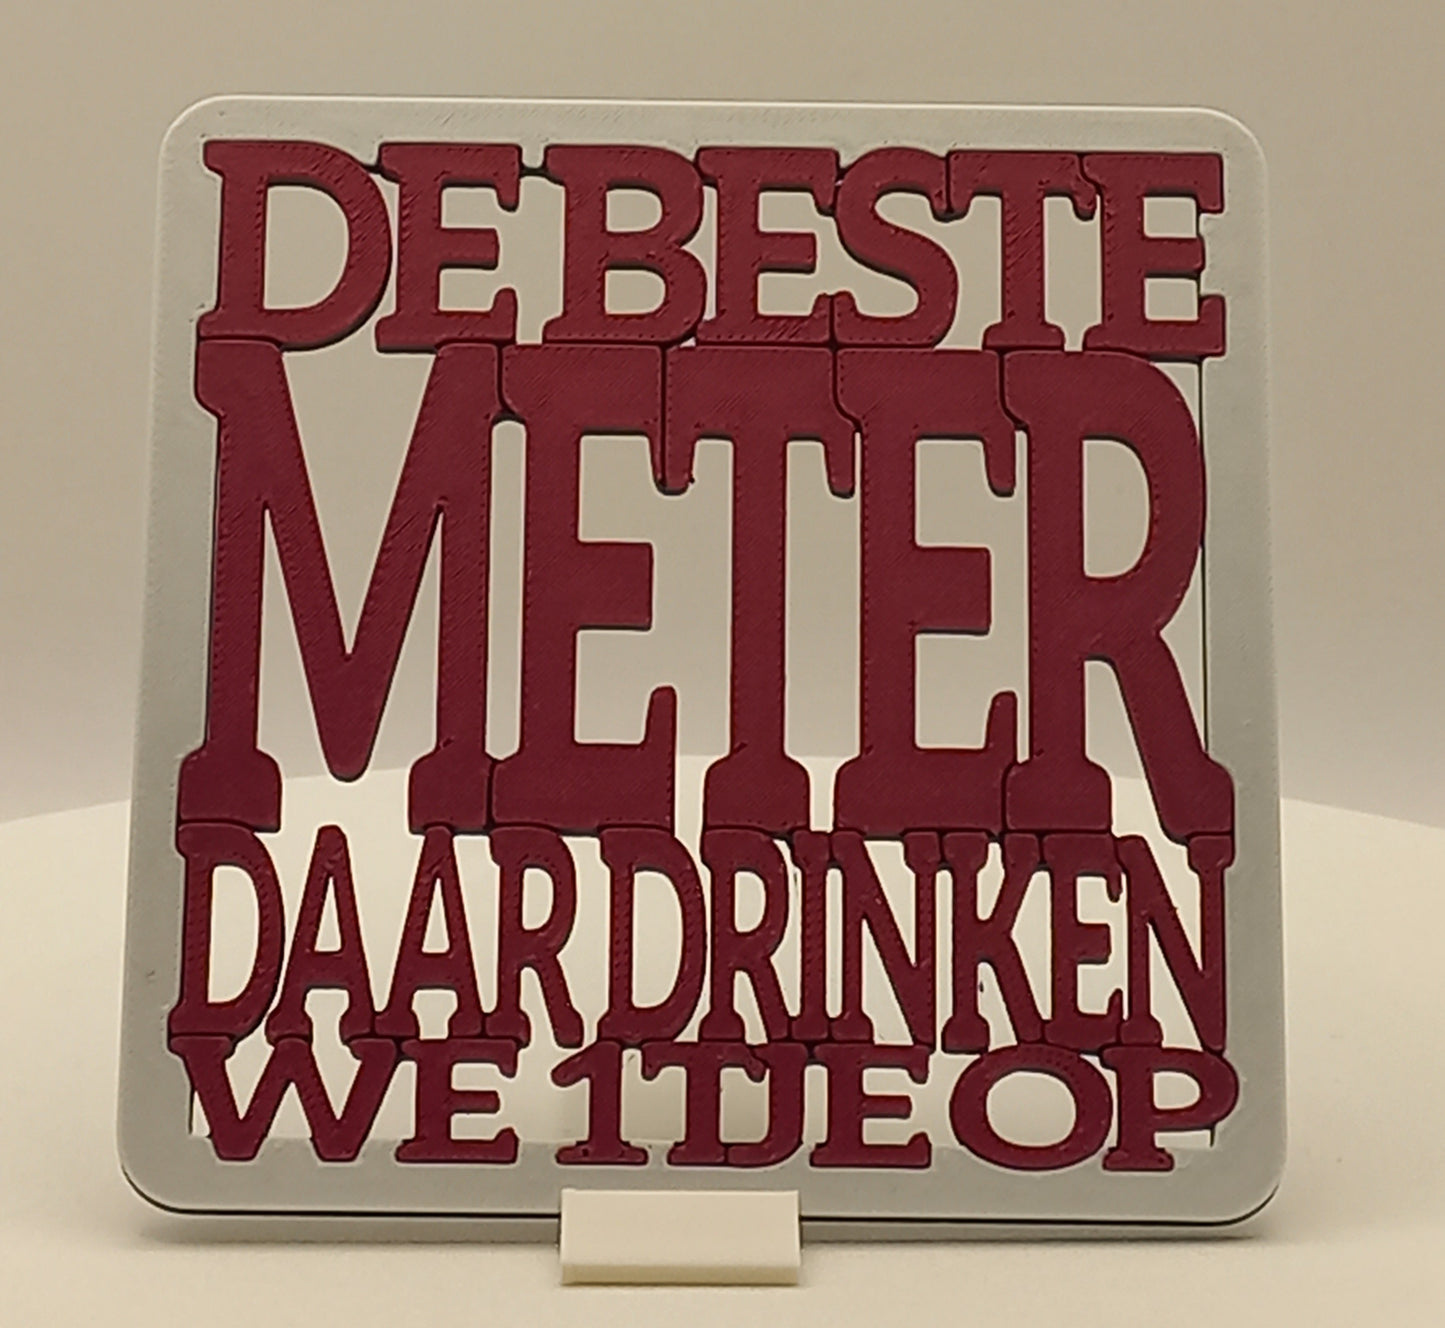 DE BESTE
METER
DAAR DRINKEN
WE 1TJE OP